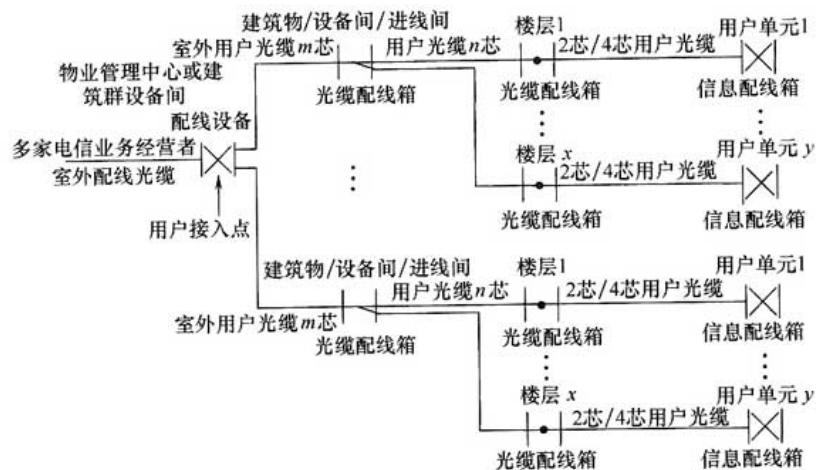 建筑物/设备间/进线间
楼层1
室外用户光缆m芯
用户光缆n芯
2芯/4芯用户光缆
用户单元1
物业管理中心或建
筑群设备间
光缆配线箱
光缆配线箱
信息配线箱
配线设备
多家电信业务经营者
室外配线光缆
用户接入点
楼层 x
2芯/4芯用户光缆
用户单元 y
光缆配线箱
信息配线箱
建筑物/设备间/进线间
楼层1
用户单元1
用户光缆n芯
2芯/4芯用户光缆
室外用户光缆m芯
光缆配线箱
光缆配线箱
信息配线箱
楼层 x
用户单元 y
2芯/4芯用户光缆
光缆配线箱
信息配线箱